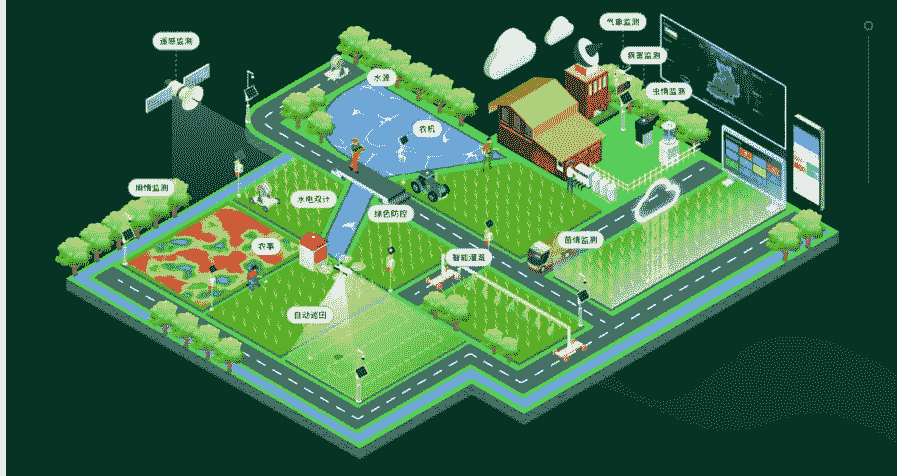 气象监测
遥感监测
病害监测
水源
虫情监测
农机
墒情监测
水电双计
绿色防控
苗情监测
农事
智能灌溉
自动巡田